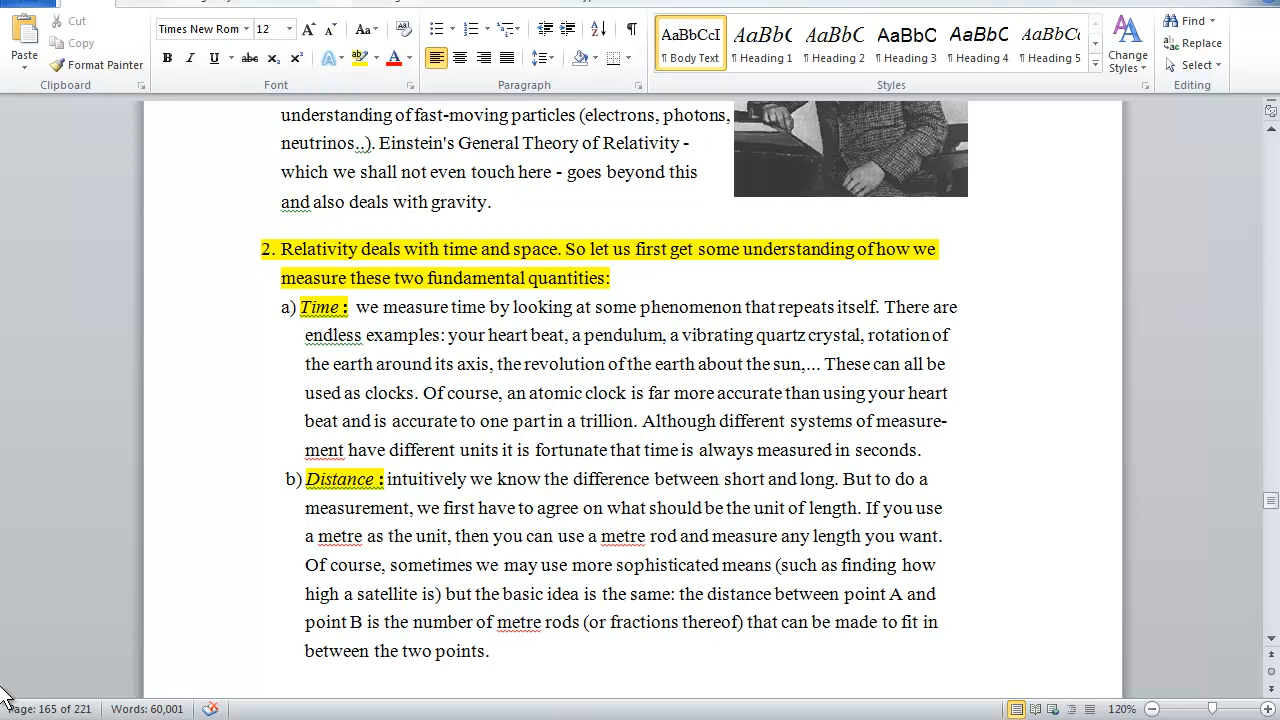 Cut
Copy
Paste
Format Painter
Clipboard
Times New Rom
12
Aa
B I U abc x₂ x² A A
Font
Paragraph
AaBbCcI AaBbC AaBbC AaBbC AaBbC AaBbCc
¶ Body Text ¶ Heading 1 ¶ Heading 2 ¶ Heading 3 ¶ Heading 4 ¶ Heading 5
Styles
Change
Styles
Find
Replace
Select
Editing
understanding of fast-moving particles (electrons, photons,
neutrinos..). Einstein's General Theory of Relativity -
which we shall not even touch here - goes beyond this
and also deals with gravity.
2. Relativity deals with time and space. So let us first get some understanding of how we
measure these two fundamental quantities:
a) Time : we measure time by looking at some phenomenon that repeats itself. There are
endless examples: your heart beat, a pendulum, a vibrating quartz crystal, rotation of
the earth around its axis, the revolution of the earth about the sun,... These can all be
used as clocks. Of course, an atomic clock is far more accurate than using your heart
beat and is accurate to one part in a trillion. Although different systems of measure-
ment have different units it is fortunate that time is always measured in seconds.
b) Distance : intuitively we know the difference between short and long. But to do a
measurement, we first have to agree on what should be the unit of length. If you use
a metre as the unit, then you can use a metre rod and measure any length you want.
Of course, sometimes we may use more sophisticated means (such as finding how
high a satellite is) but the basic idea is the same: the distance between point A and
point B is the number of metre rods (or fractions thereof) that can be made to fit in
between the two points.
Page: 165 of 221
Words: 60,001
120%